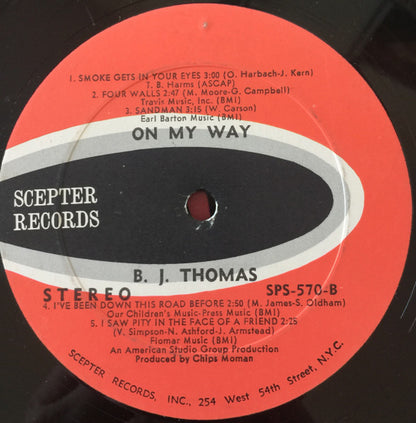 1. SMOKE GETS IN YOUR EYES 3:00 (O. Harbach-J. Kern)
T. B. Harms (ASCAP)
2. FOUR WALLS 2:47 (M. Moore-G. Campbell)
Travis Music, Inc. (BMI)
3. SANDMAN 3:15 (W. Carson)
Earl Barton Music (BMI)
ON MY WAY
SCEPTER
RECORDS
B. J. THOMAS
STEREO SPS-570-B
4. I'VE BEEN DOWN THIS ROAD BEFORE 2:50 (M. James-S. Oldham)
Our Children's Music-Press Music (BMI)
5. I SAW PITY IN THE FACE OF A FRIEND 2:25
(V. Simpson-N. Ashford-J. Armstead)
Flomar Music (BMI)
An American Studio Group Production
Produced by Chips Moman
SCEPTER RECORDS, INC., 254 West 54th Street, N.Y.C.